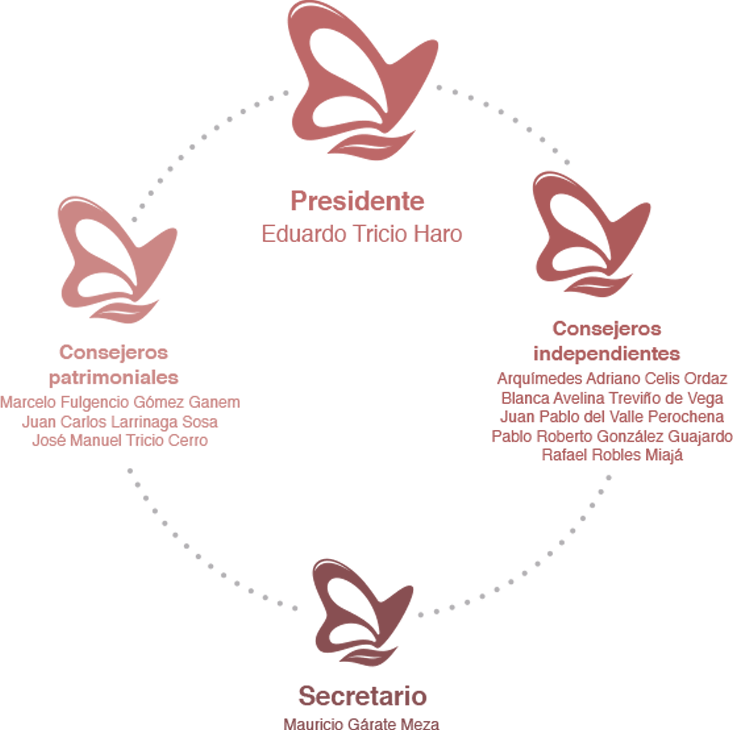 Presidente
Eduardo Tricio Haro
Consejeros
patrimoniales
Marcelo Fulgencio Gómez Ganem
Juan Carlos Larrinaga Sosa
José Manuel Tricio Cerro
Consejeros
independientes
Arquímedes Adriano Celis Ordaz
Blanca Avelina Treviño de Vega
Juan Pablo del Valle Perochena
Pablo Roberto González Guajardo
Rafael Robles Miajá
Secretario
Mauricio Gárate Meza